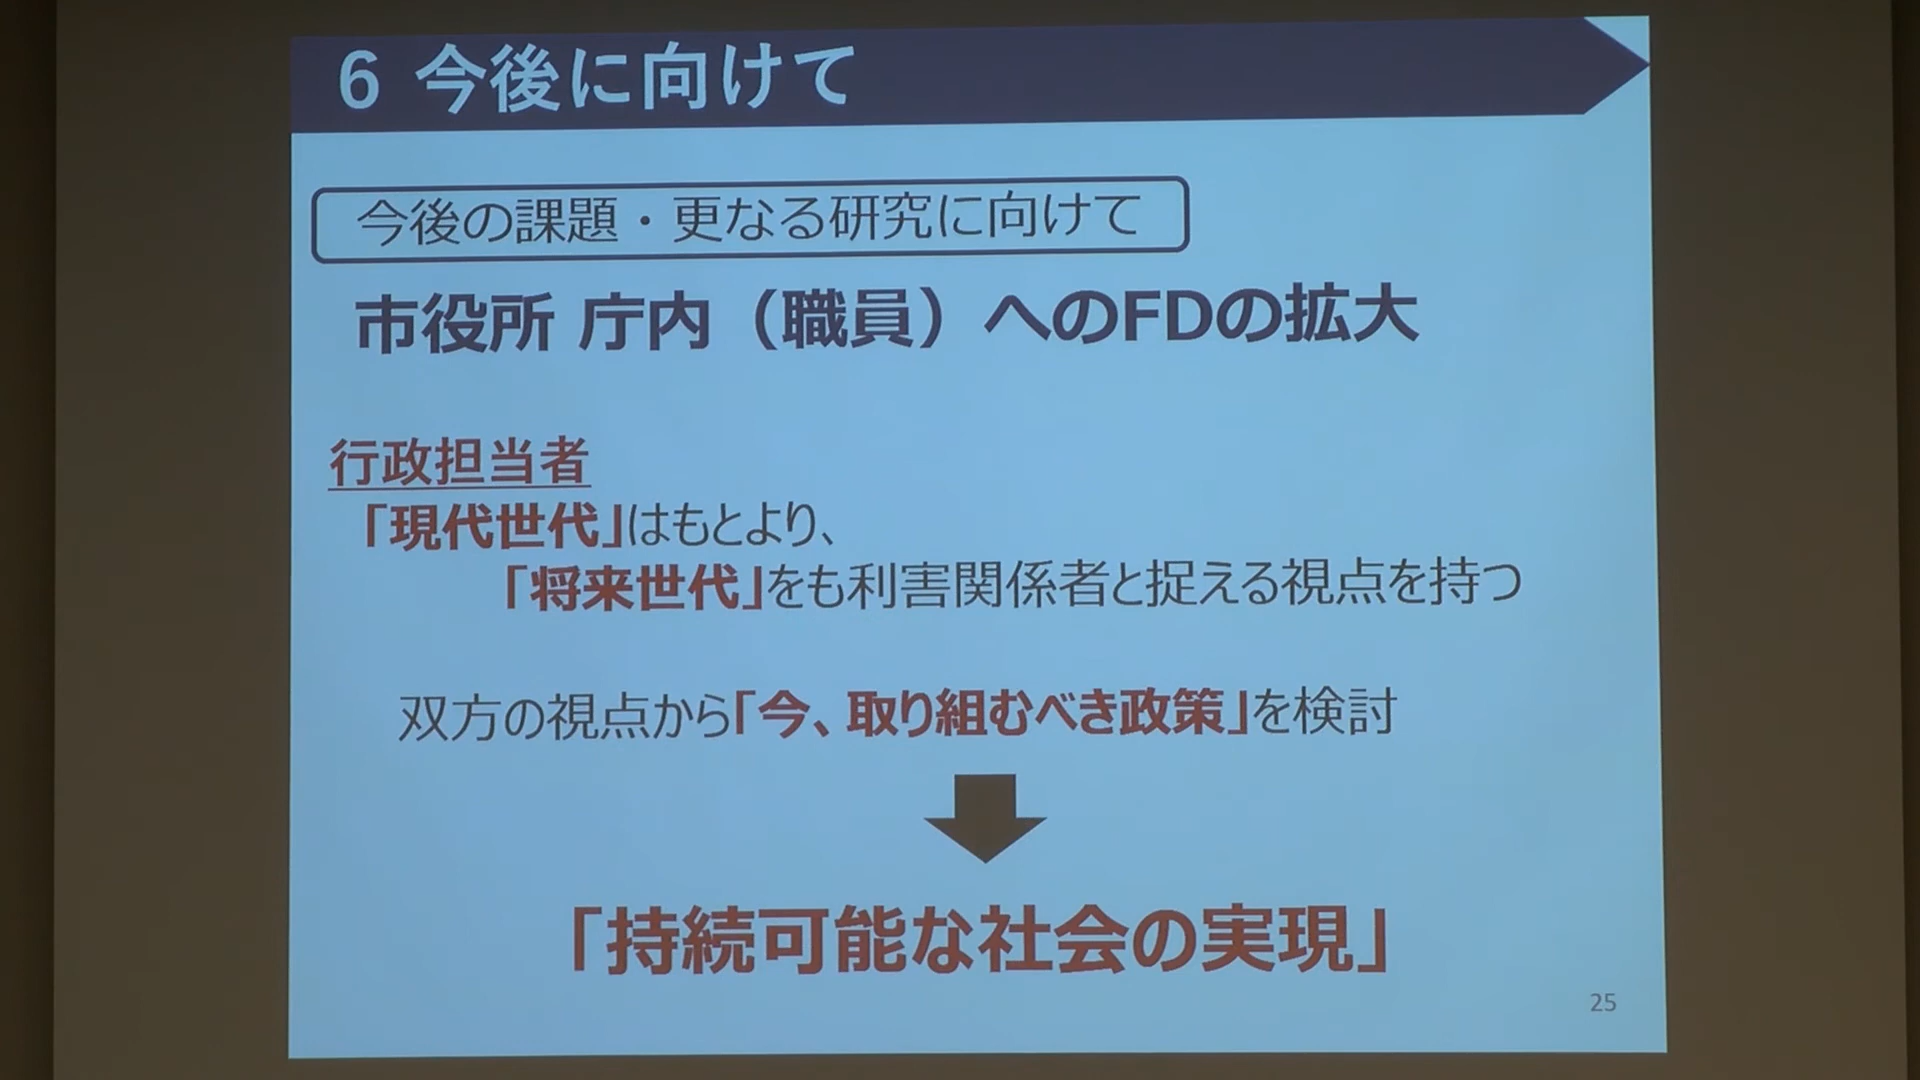 6 今後に向けて
今後の課題・更なる研究に向けて
市役所 庁内（職員）へのFDの拡大
行政担当者
「現代世代」はもとより、
「将来世代」をも利害関係者と捉える視点を持つ
双方の視点から「今、取り組むべき政策」を検討
「持続可能な社会の実現」
25